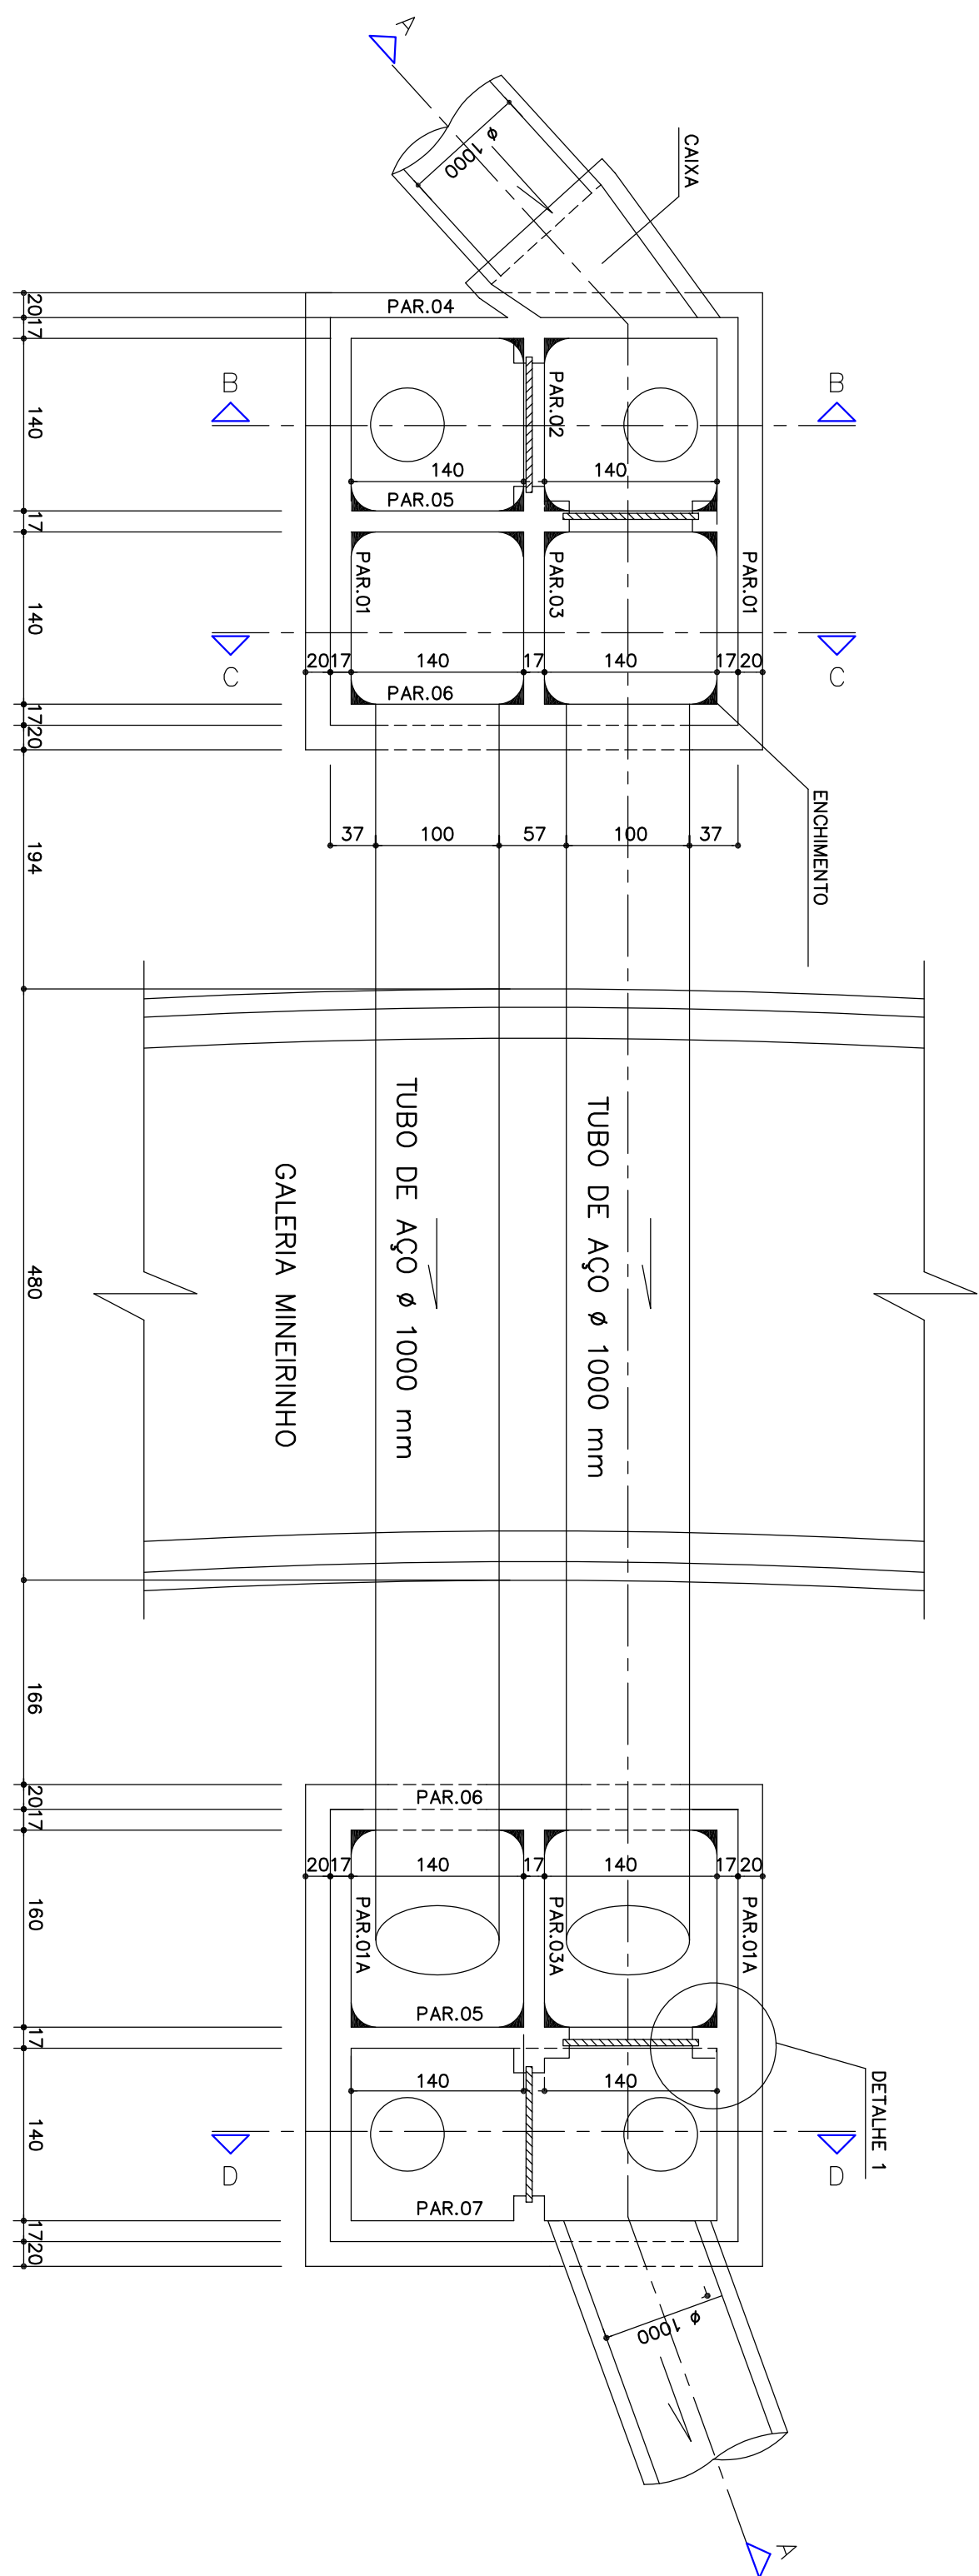 A
ø 1000
CAIXA
PAR.04
20
17
B
B
PAR.02
140
140
140
PAR.05
17
PAR.01
PAR.03
PAR.01
140
C
C
20
17
140
17
140
17
20
PAR.06
17
20
ENCHIMENTO
37
100
57
100
37
194
TUBO DE AÇO ø 1000 mm
TUBO DE AÇO ø 1000 mm
GALERIA MINEIRINHO
480
166
PAR.06
20
17
20
17
140
17
140
17
20
PAR.01A
PAR.03A
PAR.01A
160
PAR.05
17
DETALHE 1
140
140
140
D
D
PAR.07
17
20
ø 1000
A